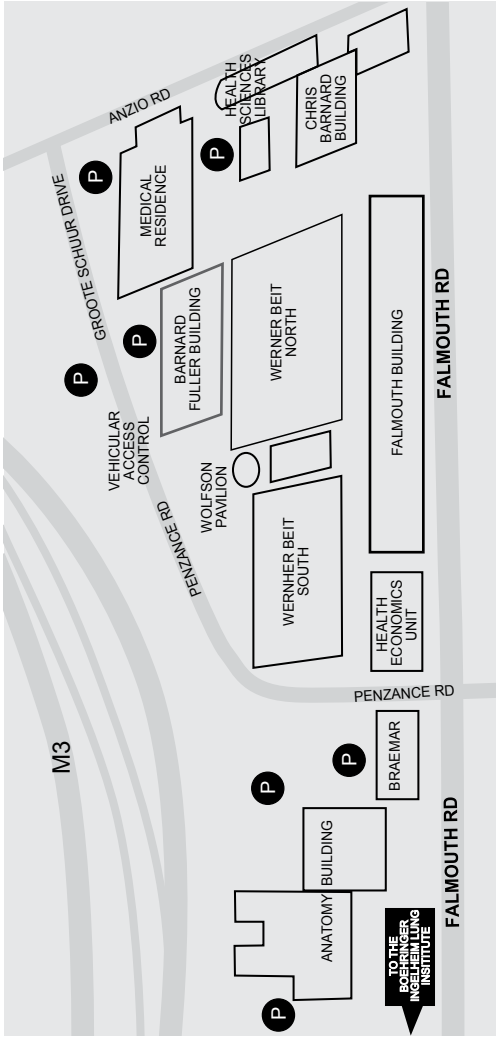 ANZIO RD
HEALTH
SCIENCES
LIBRARY
CHRIS
BARNARD
BUILDING
P
P
MEDICAL
RESIDENCE
GROOTE SCHUUR DRIVE
P
P
BARNARD
FULLER BUILDING
WERNER BEIT
NORTH
FALMOUTH BUILDING
FALMOUTH RD
VEHICULAR
ACCESS
CONTROL
WOLFSON
PAVILION
PENZANCE RD
WERNHER BEIT
SOUTH
HEALTH
ECONOMICS
UNIT
PENZANCE RD
M3
P
P
BRAEMAR
ANATOMY BUILDING
FALMOUTH RD
P
TO THE
BOEHRINGER
INGELHEIM LUNG
INSITITUTE